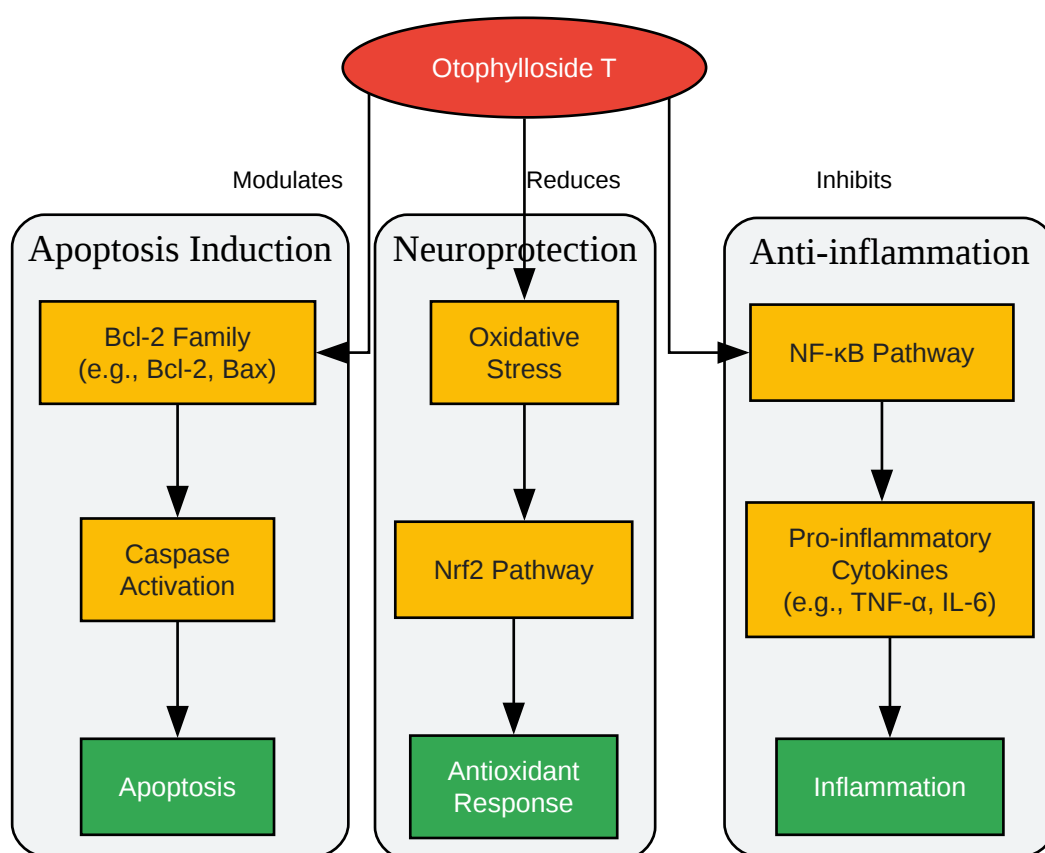 Otophylloside T
Modulates
Reduces
Inhibits
Apoptosis Induction
Neuroprotection
Anti-inflammation
Bcl-2 Family
(e.g., Bcl-2, Bax)
Oxidative
Stress
NF-κB Pathway
Caspase
Activation
Nrf2 Pathway
Pro-inflammatory
Cytokines
(e.g., TNF-α, IL-6)
Apoptosis
Antioxidant
Response
Inflammation